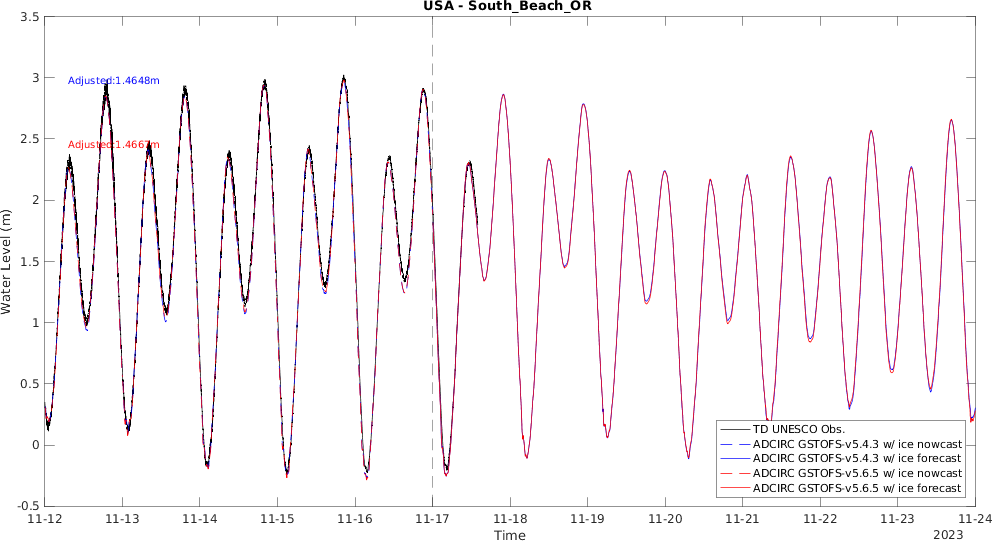 USA - South_Beach_OR
3.5
3
2.5
2
1.5
1
0.5
0
-0.5
Water Level (m)
Adjusted:1.4648m
Adjusted:1.4667m
TD UNESCO Obs.
ADCIRC GSTOFS-v5.4.3 w/ ice nowcast
ADCIRC GSTOFS-v5.4.3 w/ ice forecast
ADCIRC GSTOFS-v5.6.5 w/ ice nowcast
ADCIRC GSTOFS-v5.6.5 w/ ice forecast
11-12 11-13 11-14 11-15 11-16 11-17 11-18 11-19 11-20 11-21 11-22 11-23 11-24
Time
2023